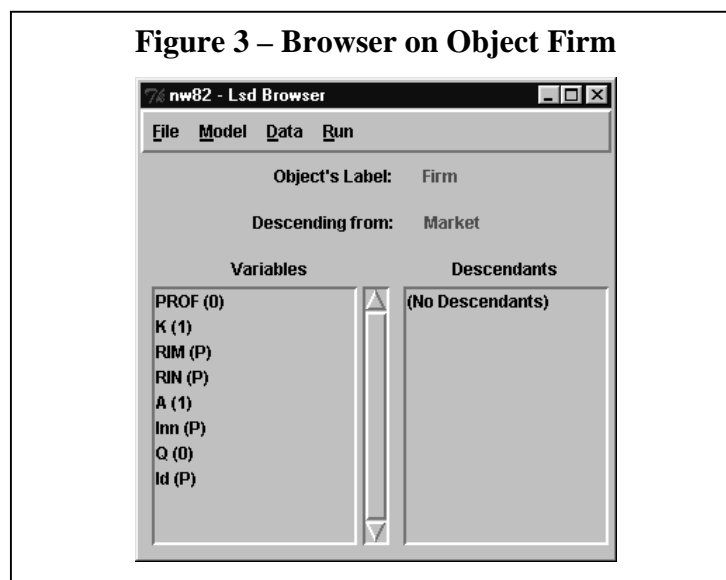 Figure 3 – Browser on Object Firm
nw82 - Lsd Browser
File Model Data Run
Object's Label: Firm
Descending from: Market
Variables Descendants
PROF (0) (No Descendants)
K (1)
RIM (P)
RIN (P)
A (1)
Inn (P)
Q (0)
Id (P)